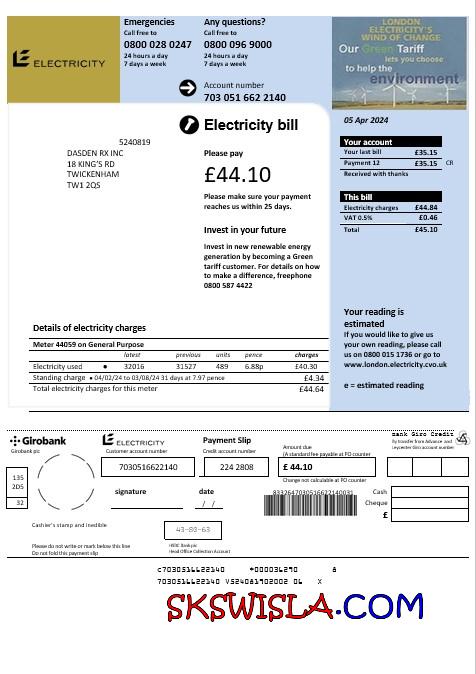 Emergencies
Call free to
0800 028 0247
24 hours a day
7 days a week
Any questions?
Call free to
0800 096 9000
24 hours a day
7 days a week
Account number
703 051 662 2140
ELECTRICITY
LONDON
ELECTRICITY'S
WIND OF CHANGE
Our Green Tariff
lets you choose
to help the
environment
05 Apr 2024
Electricity bill
5240819
DASDEN RX INC
18 KING'S RD
TWICKENHAM
TW1 2QS
Please pay
£44.10
Please make sure your payment
reaches us within 25 days.
Invest in your future
Invest in new renewable energy
generation by becoming a Green
tariff customer. For details on how
to make a difference, freephone
0800 587 4422
Your account
Your last bill £35.15
Payment 12 £35.15 CR
Received with thanks
This bill
Electricity charges £44.84
VAT 0.5% £0.46
Total £45.10
Your reading is
estimated
If you would like to give us
your own reading, please call
us on 0800 015 1736 or go to
www.london.electricity.cvo.uk
e = estimated reading
Details of electricity charges
Meter 44059 on General Purpose
latest previous units pence charges
Electricity used • 32016 31527 489 6.88p £40.30
Standing charge • 04/02/24 to 03/08/24 31 days at 7.97 pence £4.34
Total electricity charges for this meter £44.64
Girobank
Girobank plc
ELECTRICITY
Customer account number
7030516622140
Payment Slip
Credit account number
224 2808
Amount due
(A standard fee payable at PO counter
£ 44.10
Change not calculable at PO counter
Bank Giro Credit
By transfer from Advance and
Leycester Giro account number
135
2D5
32
signature
date
/ /
8332647030516622140031
Cash
Cheque
£
Cashier's stamp and inedible
43-80-63
Please do not write or mark below this line
Do not fold this payment slip
HSBC Bank plc
Head Office Collection Account
c7030516622140 *000036290 8
7030516622140 V524081902002 06 X
SKSWISLA.COM